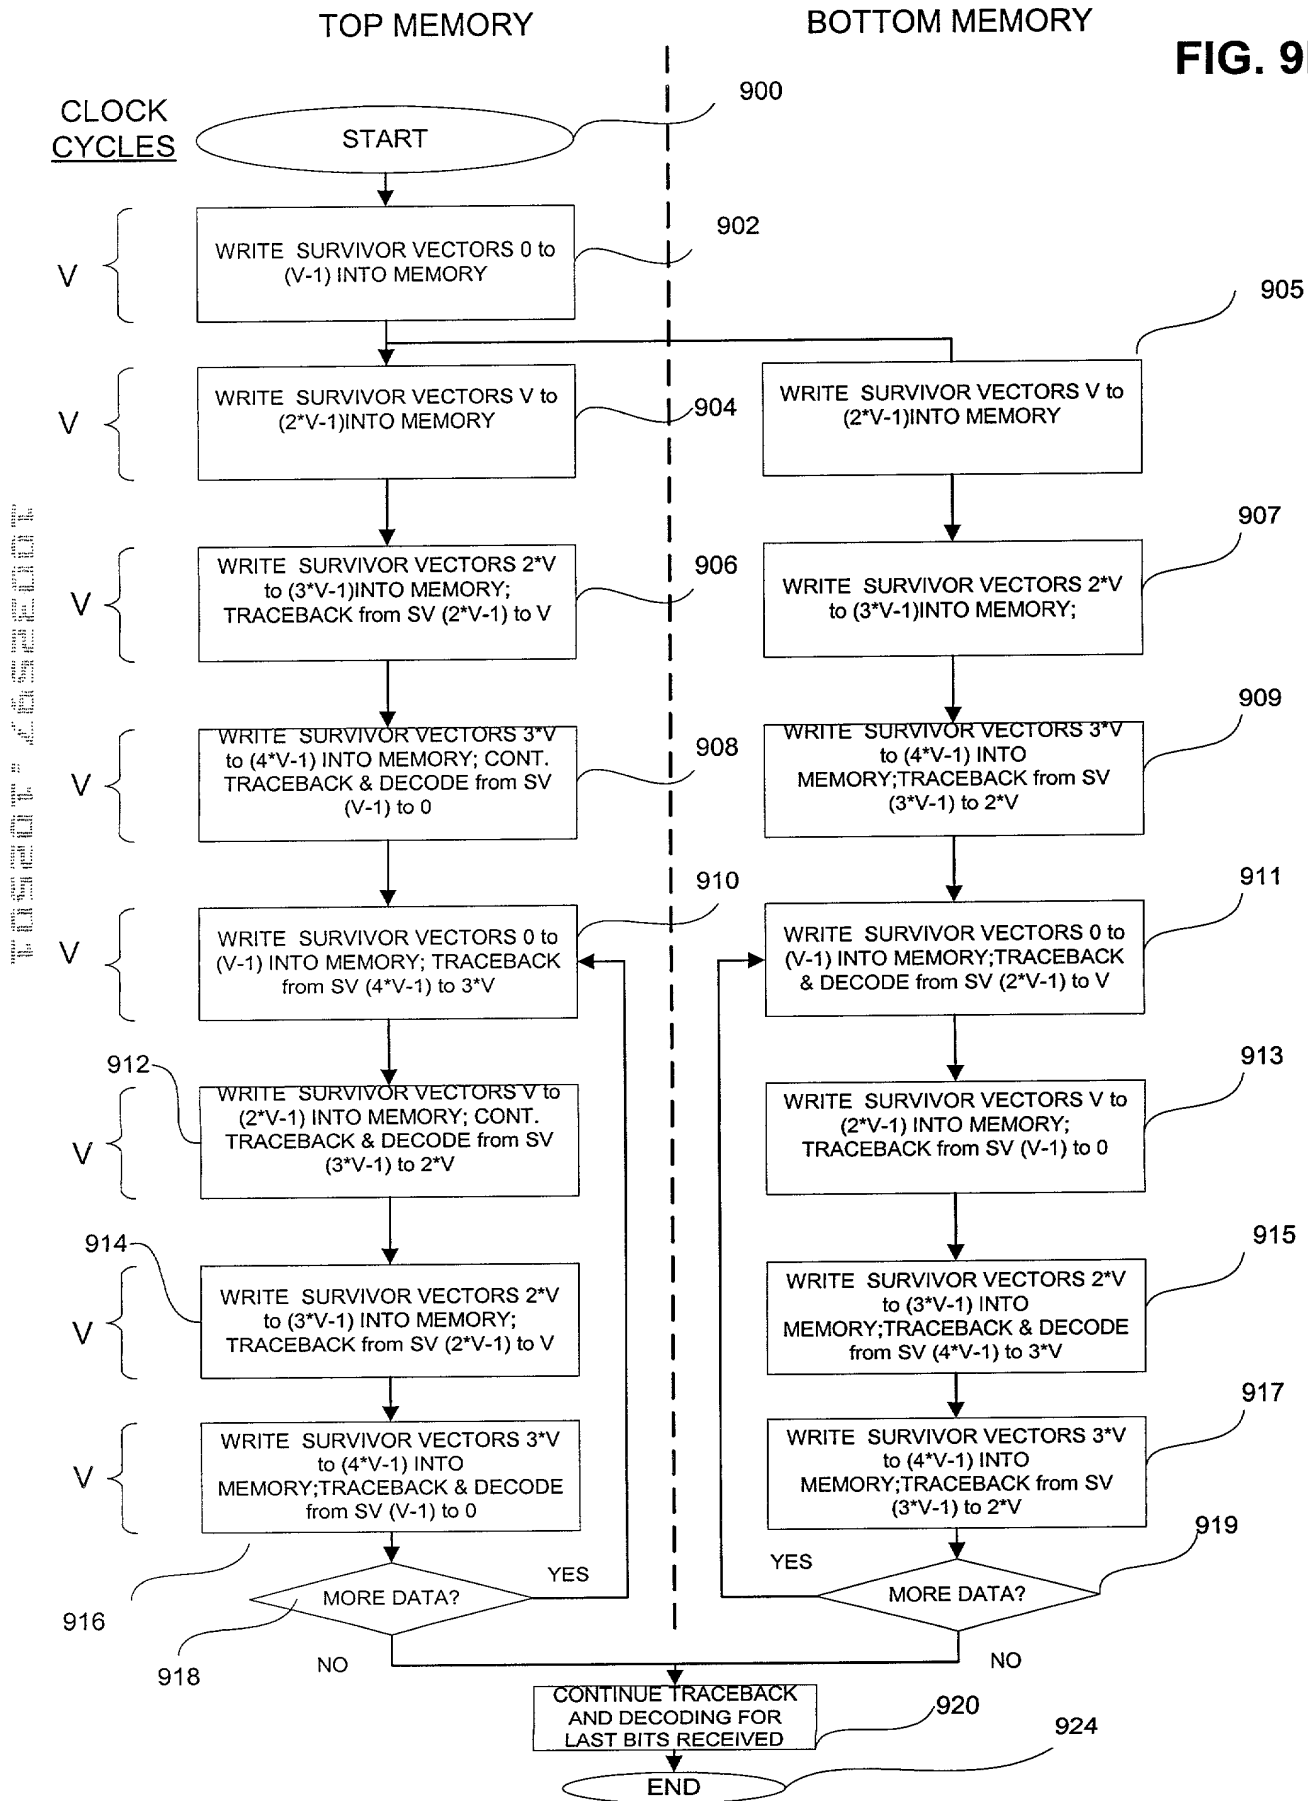 TOP MEMORY
BOTTOM MEMORY
FIG. 9
CLOCK
CYCLES
START
900
V
WRITE SURVIVOR VECTORS 0 to
(V-1) INTO MEMORY
902
905
V
WRITE SURVIVOR VECTORS V to
(2*V-1)INTO MEMORY
904
WRITE SURVIVOR VECTORS V to
(2*V-1)INTO MEMORY
V
WRITE SURVIVOR VECTORS 2*V
to (3*V-1)INTO MEMORY;
TRACEBACK from SV (2*V-1) to V
906
WRITE SURVIVOR VECTORS 2*V
to (3*V-1)INTO MEMORY;
907
V
WRITE SURVIVOR VECTORS 3*V
to (4*V-1) INTO MEMORY; CONT.
TRACEBACK & DECODE from SV
(V-1) to 0
908
WRITE SURVIVOR VECTORS 3*V
to (4*V-1) INTO
MEMORY;TRACEBACK from SV
(3*V-1) to 2*V
909
V
WRITE SURVIVOR VECTORS 0 to
(V-1) INTO MEMORY; TRACEBACK
from SV (4*V-1) to 3*V
910
WRITE SURVIVOR VECTORS 0 to
(V-1) INTO MEMORY;TRACEBACK
& DECODE from SV (2*V-1) to V
911
912
V
WRITE SURVIVOR VECTORS V to
(2*V-1) INTO MEMORY; CONT.
TRACEBACK & DECODE from SV
(3*V-1) to 2*V
WRITE SURVIVOR VECTORS V to
(2*V-1) INTO MEMORY;
TRACEBACK from SV (V-1) to 0
913
914
V
WRITE SURVIVOR VECTORS 2*V
to (3*V-1) INTO MEMORY;
TRACEBACK from SV (2*V-1) to V
WRITE SURVIVOR VECTORS 2*V
to (3*V-1) INTO
MEMORY;TRACEBACK & DECODE
from SV (4*V-1) to 3*V
915
V
WRITE SURVIVOR VECTORS 3*V
to (4*V-1) INTO
MEMORY;TRACEBACK & DECODE
from SV (V-1) to 0
WRITE SURVIVOR VECTORS 3*V
to (4*V-1) INTO
MEMORY;TRACEBACK from SV
(3*V-1) to 2*V
917
916
MORE DATA?
YES
918
NO
YES
MORE DATA?
919
NO
CONTINUE TRACEBACK
AND DECODING FOR
LAST BITS RECEIVED
920
END
924